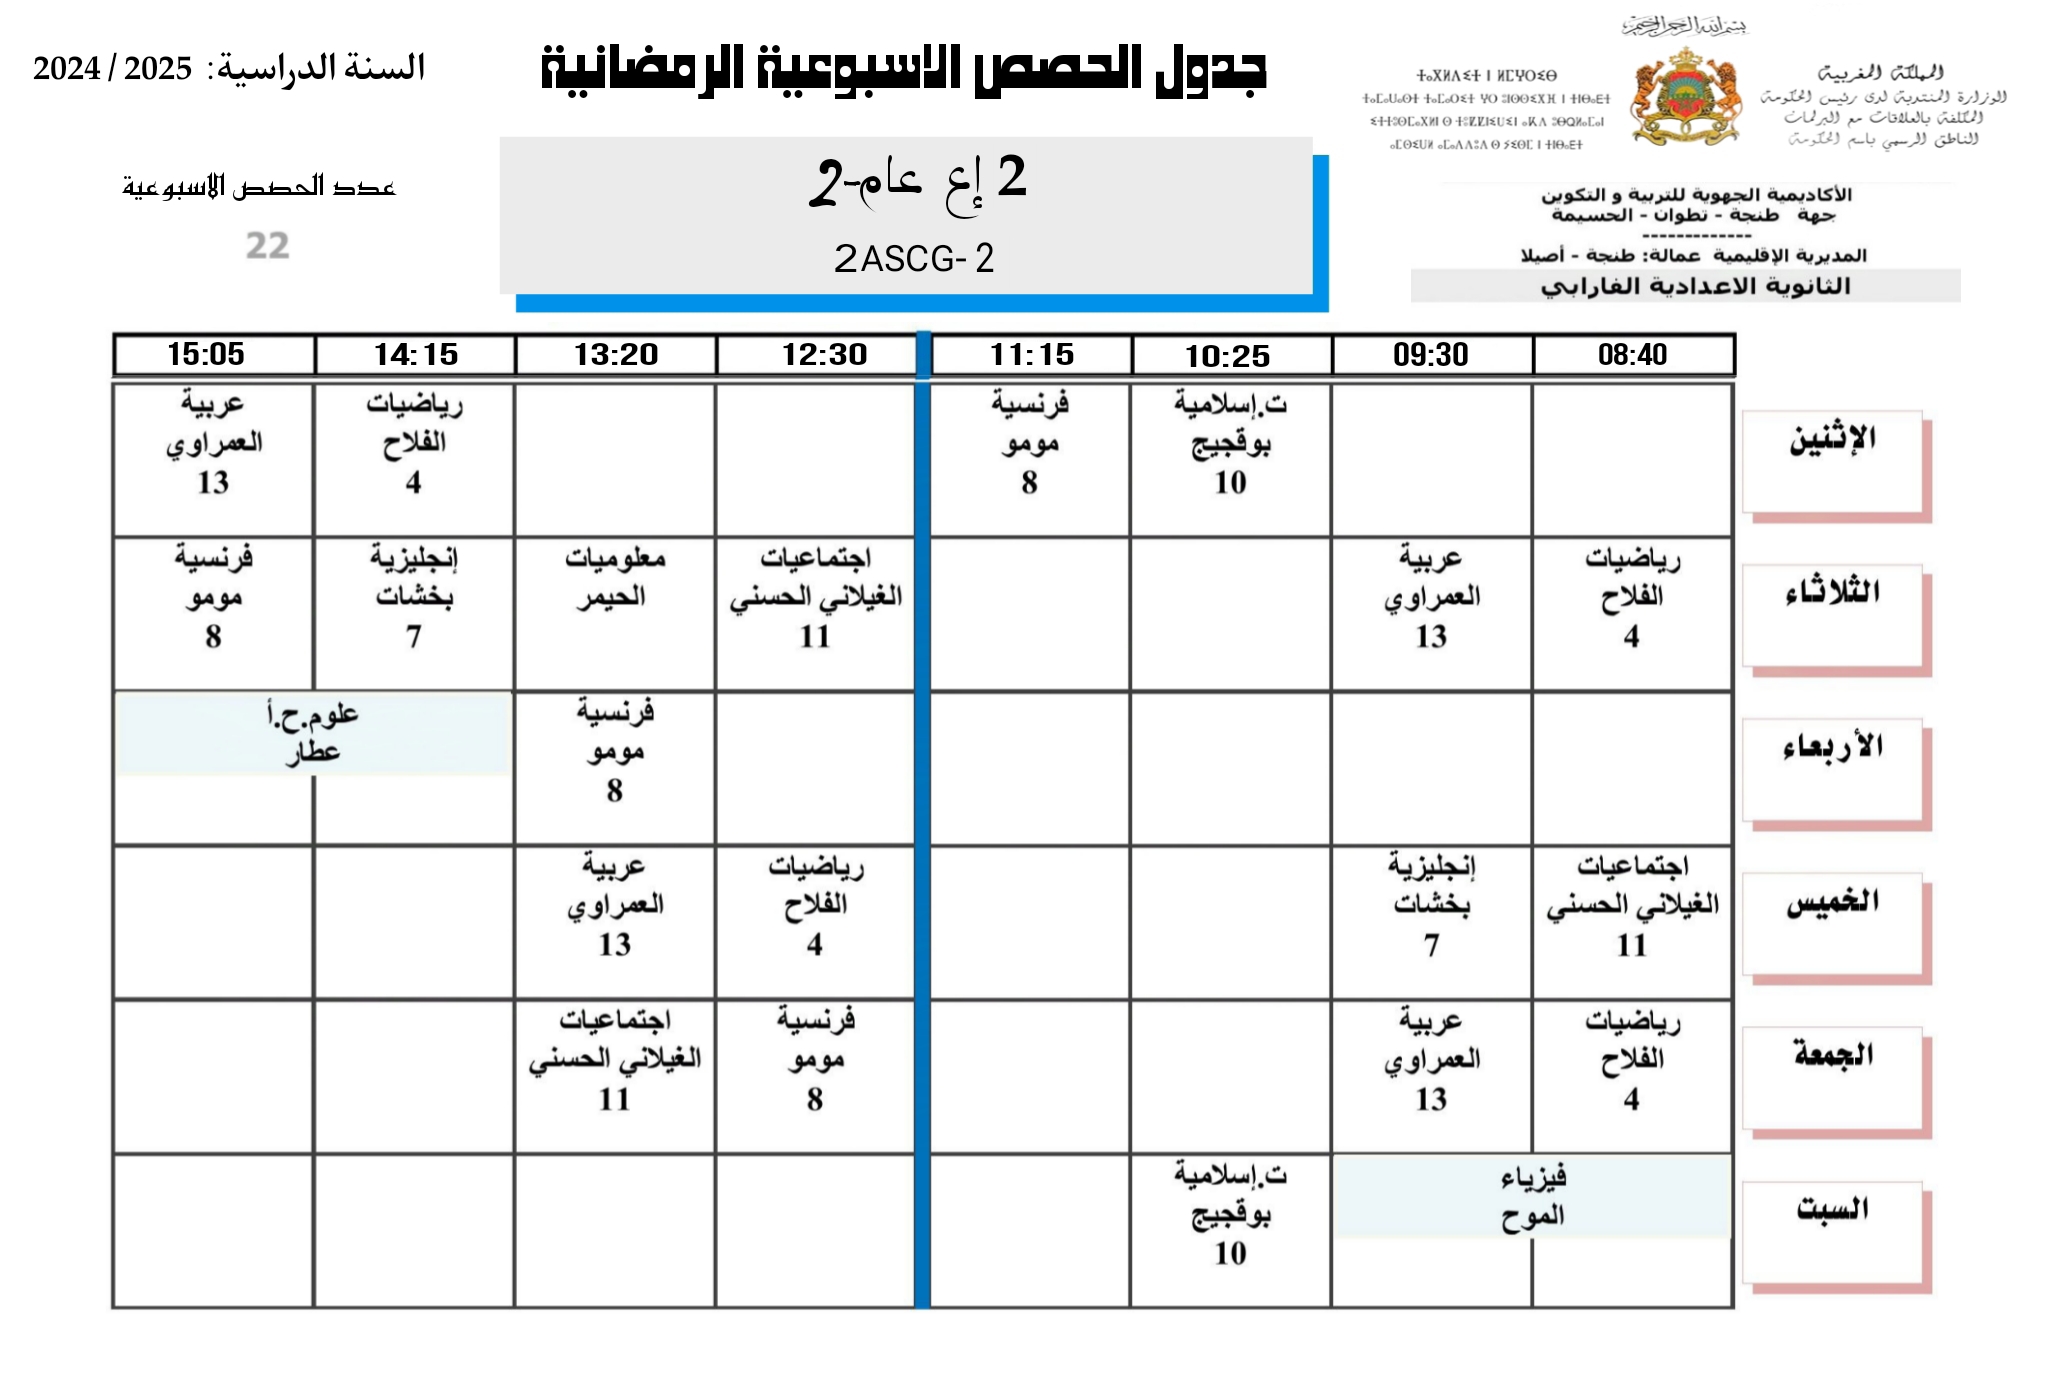 السنة الدراسية: 2025 / 2024
جدول الحصص الاسبوعية الرمضانية
عدد الحصص الاسبوعية
22
2 إع عام-2
2ASCG- 2
المملكة المغربية
الوزارة المنتدبة لدى رئيس الحكومة
المكلفة بالعلاقات مع البرلمان
الناطق الرسمي باسم الحكومة
ⵜⴰⴳⵍⴷⵉⵜ ⵏ ⵍⵎⵖⵔⵉⴱ
الأكاديمية الجهوية للتربية و التكوين
جهة طنجة - تطوان - الحسيمة
-------------
المديرية الإقليمية عمالة: طنجة - أصيلا
الثانوية الاعدادية الفارابي
08:40 09:30 10:25 11:15 12:30 13:20 14:15 15:05
الإثنين
ت.إسلامية
بوقجيج
10
فرنسية
مومو
8
رياضيات
الفلاح
4
عربية
العمراوي
13
الثلاثاء
رياضيات
الفلاح
4
عربية
العمراوي
13
اجتماعيات
الغيلاني الحسني
11
معلوميات
الحيمر
إنجليزية
بخشات
7
فرنسية
مومو
8
الأربعاء
فرنسية
مومو
8
علوم.ح.أ
عطار
الخميس
اجتماعيات
الغيلاني الحسني
11
إنجليزية
بخشات
7
رياضيات
الفلاح
4
عربية
العمراوي
13
الجمعة
رياضيات
الفلاح
4
عربية
العمراوي
13
فرنسية
مومو
8
اجتماعيات
الغيلاني الحسني
11
السبت
فيزياء
الموح
ت.إسلامية
بوقجيج
10